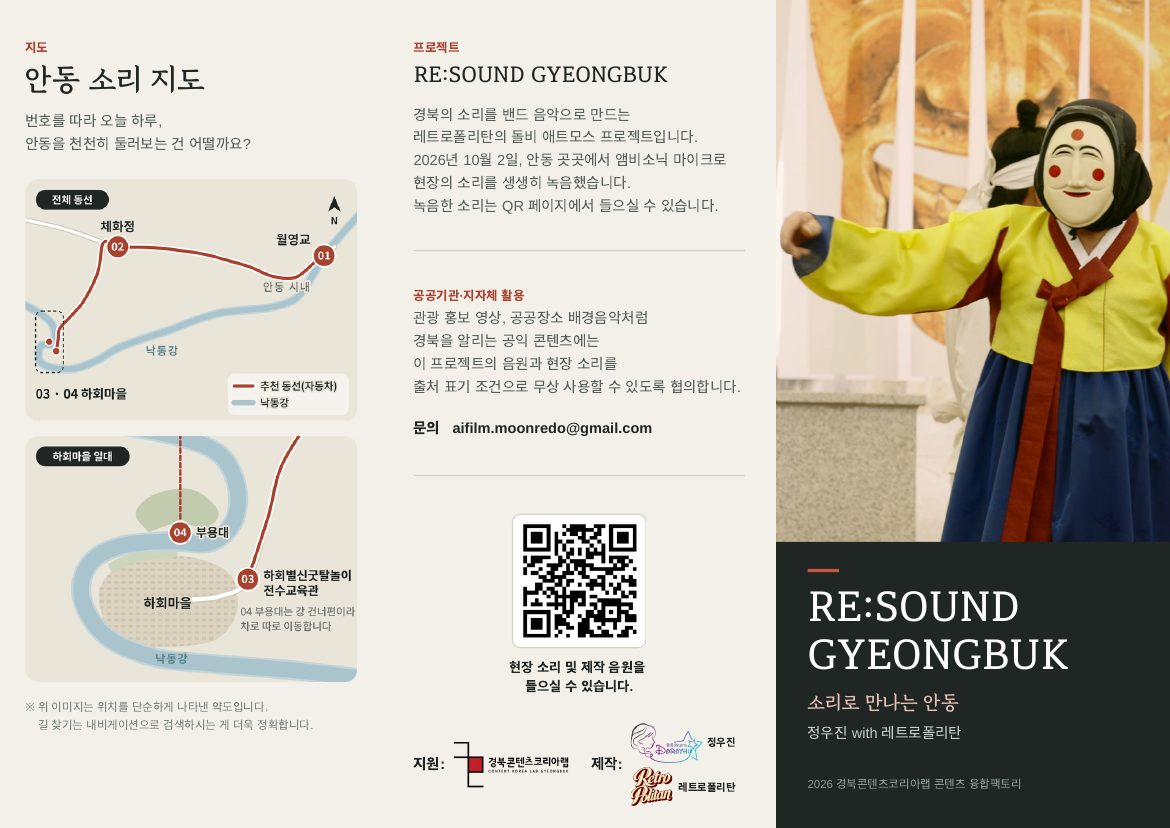 지도
안동 소리 지도
번호를 따라 오늘 하루,
안동을 천천히 둘러보는 건 어떨까요?
전체 동선
N
체화정
02
월영교
01
안동 시내
낙동강
03 · 04 하회마을
추천 동선(자동차)
낙동강
하회마을 일대
04 부용대
03 하회별신굿탈놀이
전수교육관
하회마을
04 부용대는 강 건너편이라
차로 따로 이동합니다
낙동강
※ 위 이미지는 위치를 단순하게 나타낸 약도입니다.
길 찾기는 내비게이션으로 검색하시는 게 더욱 정확합니다.
프로젝트
RE:SOUND GYEONGBUK
경북의 소리를 밴드 음악으로 만드는
레트로폴리탄의 돌비 애트모스 프로젝트입니다.
2026년 10월 2일, 안동 곳곳에서 앰비소닉 마이크로
현장의 소리를 생생히 녹음했습니다.
녹음한 소리는 QR 페이지에서 들으실 수 있습니다.
공공기관·지자체 활용
관광 홍보 영상, 공공장소 배경음악처럼
경북을 알리는 공익 콘텐츠에는
이 프로젝트의 음원과 현장 소리를
출처 표기 조건으로 무상 사용할 수 있도록 협의합니다.
문의 aifilm.moonredo@gmail.com
현장 소리 및 제작 음원을
들으실 수 있습니다.
지원: 경북콘텐츠코리아랩
CONTENT KOREA LAB GYEONGBUK
제작: 정우진
Retro
Politan 레트로폴리탄
RE:SOUND
GYEONGBUK
소리로 만나는 안동
정우진 with 레트로폴리탄
2026 경북콘텐츠코리아랩 콘텐츠 융합팩토리